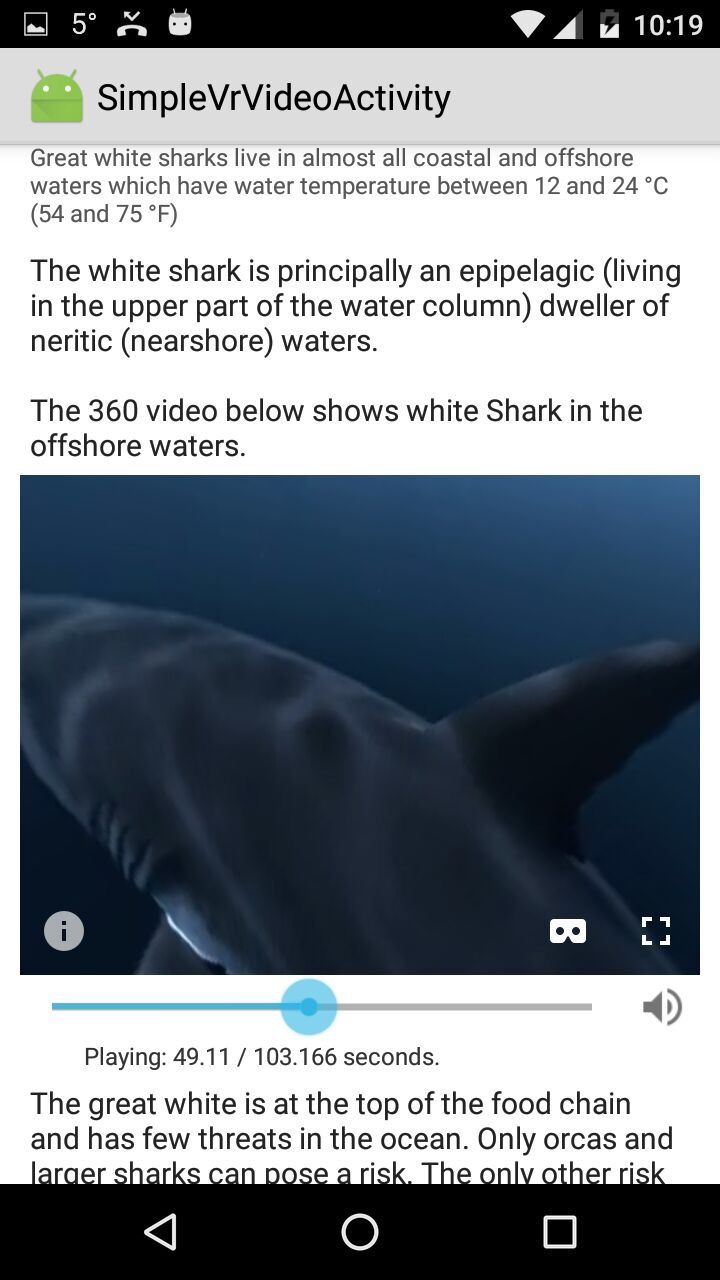 5° 10:19
SimpleVrVideoActivity
Great white sharks live in almost all coastal and offshore
waters which have water temperature between 12 and 24 °C
(54 and 75 °F)
The white shark is principally an epipelagic (living
in the upper part of the water column) dweller of
neritic (nearshore) waters.
The 360 video below shows white Shark in the
offshore waters.
Playing: 49.11 / 103.166 seconds.
The great white is at the top of the food chain
and has few threats in the ocean. Only orcas and
larger sharks can pose a risk. The only other risk